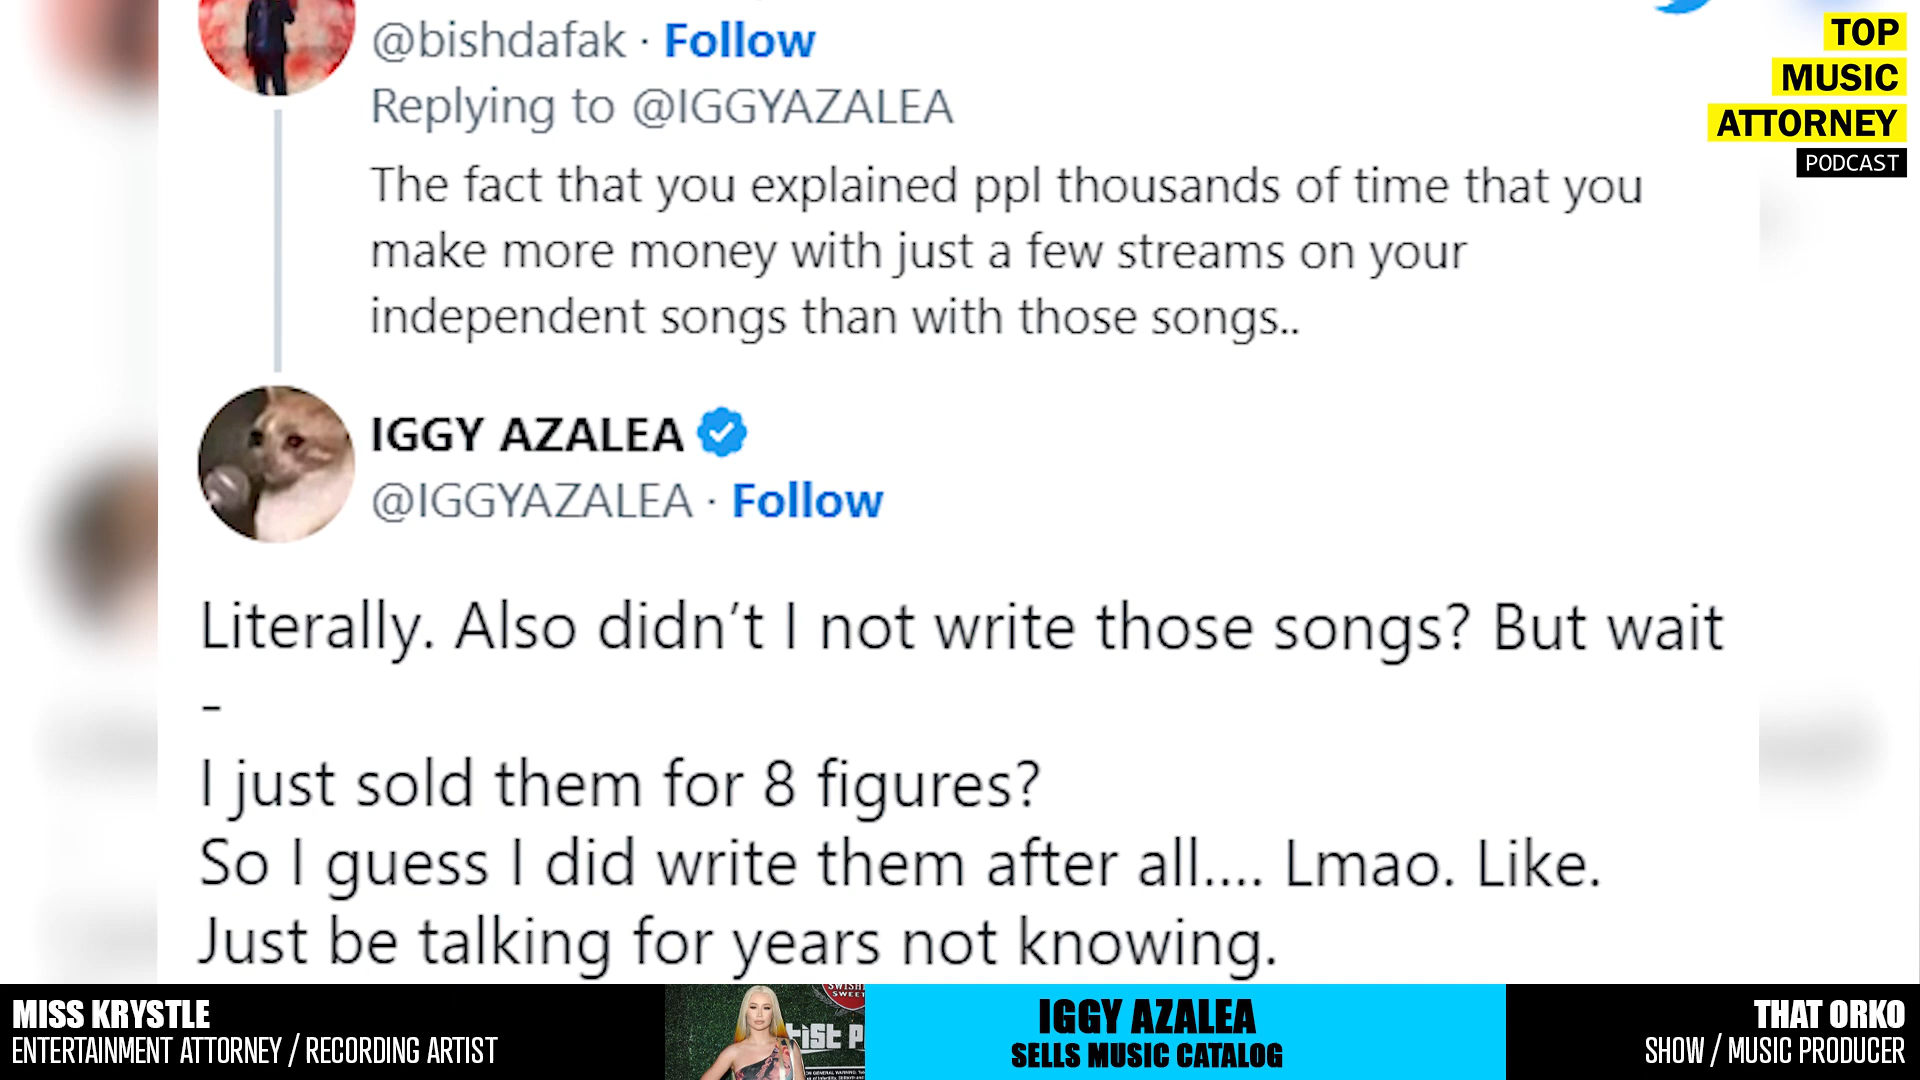 @bishdafak · Follow
Replying to @IGGYAZALEA
The fact that you explained ppl thousands of time that you
make more money with just a few streams on your
independent songs than with those songs..
IGGY AZALEA
@IGGYAZALEA · Follow
Literally. Also didn't I not write those songs? But wait
-
I just sold them for 8 figures?
So I guess I did write them after all.... Lmao. Like.
Just be talking for years not knowing.
TOP
MUSIC
ATTORNEY
PODCAST
MISS KRYSTLE
ENTERTAINMENT ATTORNEY / RECORDING ARTIST
SWISH
SWEET
tist P
IGGY AZALEA
SELLS MUSIC CATALOG
THAT ORKO
SHOW / MUSIC PRODUCER